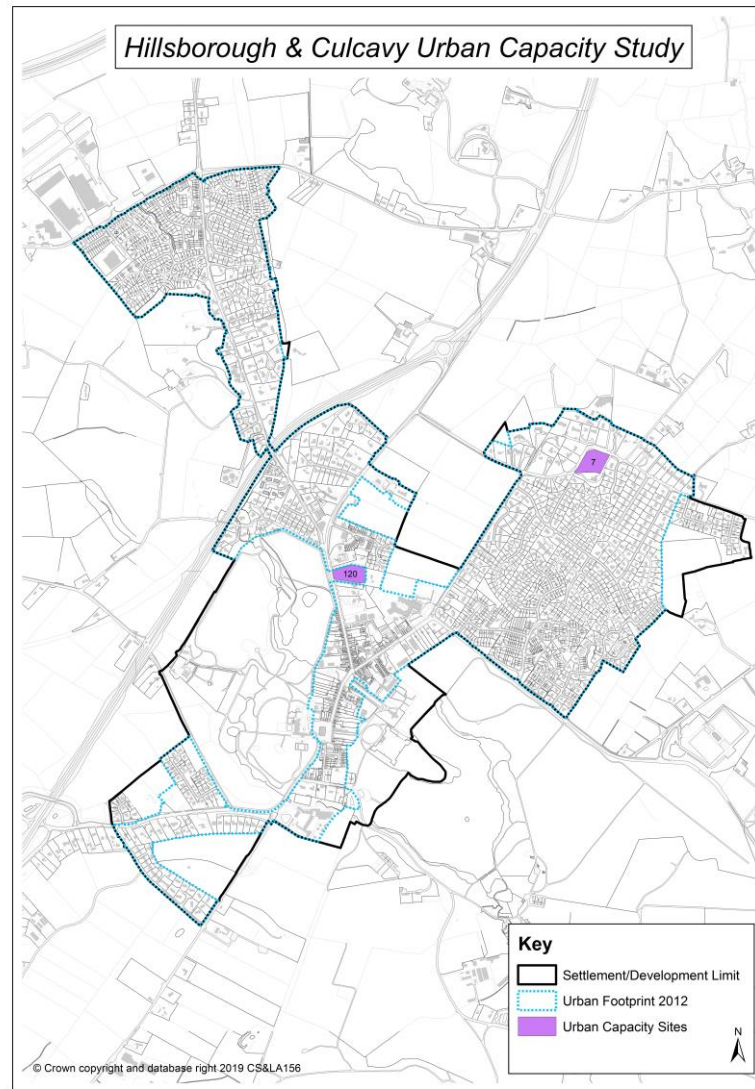 Hillsborough & Culcavy Urban Capacity Study
7
120
Key
Settlement/Development Limit
Urban Footprint 2012
Urban Capacity Sites
N
© Crown copyright and database right 2019 CS&LA156